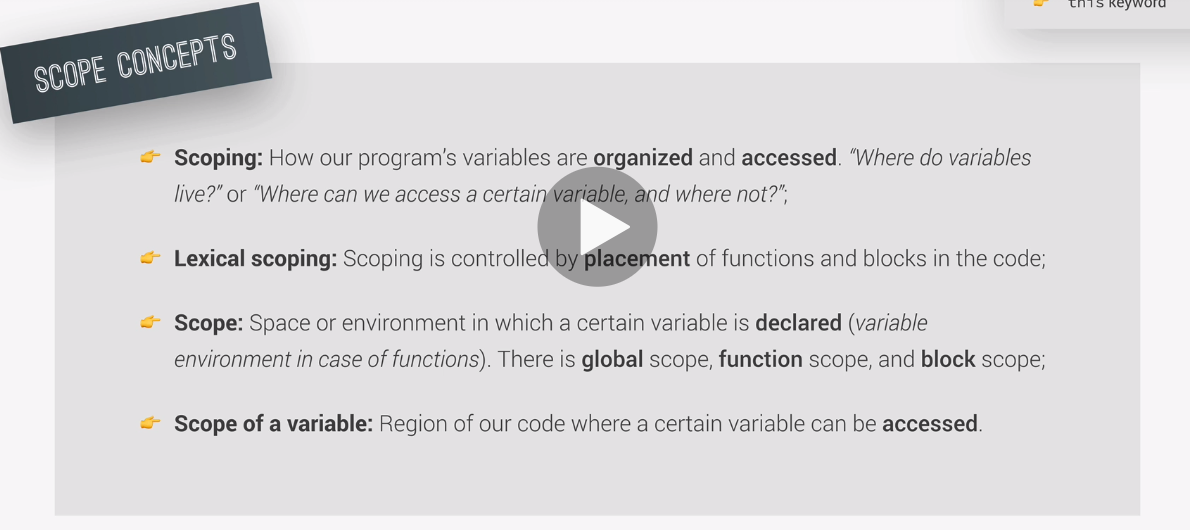 👉 this keyword
SCOPE CONCEPTS
👉 Scoping: How our program’s variables are organized and accessed. “Where do variables
live?” or “Where can we access a certain variable, and where not?”;
👉 Lexical scoping: Scoping is controlled by placement of functions and blocks in the code;
👉 Scope: Space or environment in which a certain variable is declared (variable
environment in case of functions). There is global scope, function scope, and block scope;
👉 Scope of a variable: Region of our code where a certain variable can be accessed.